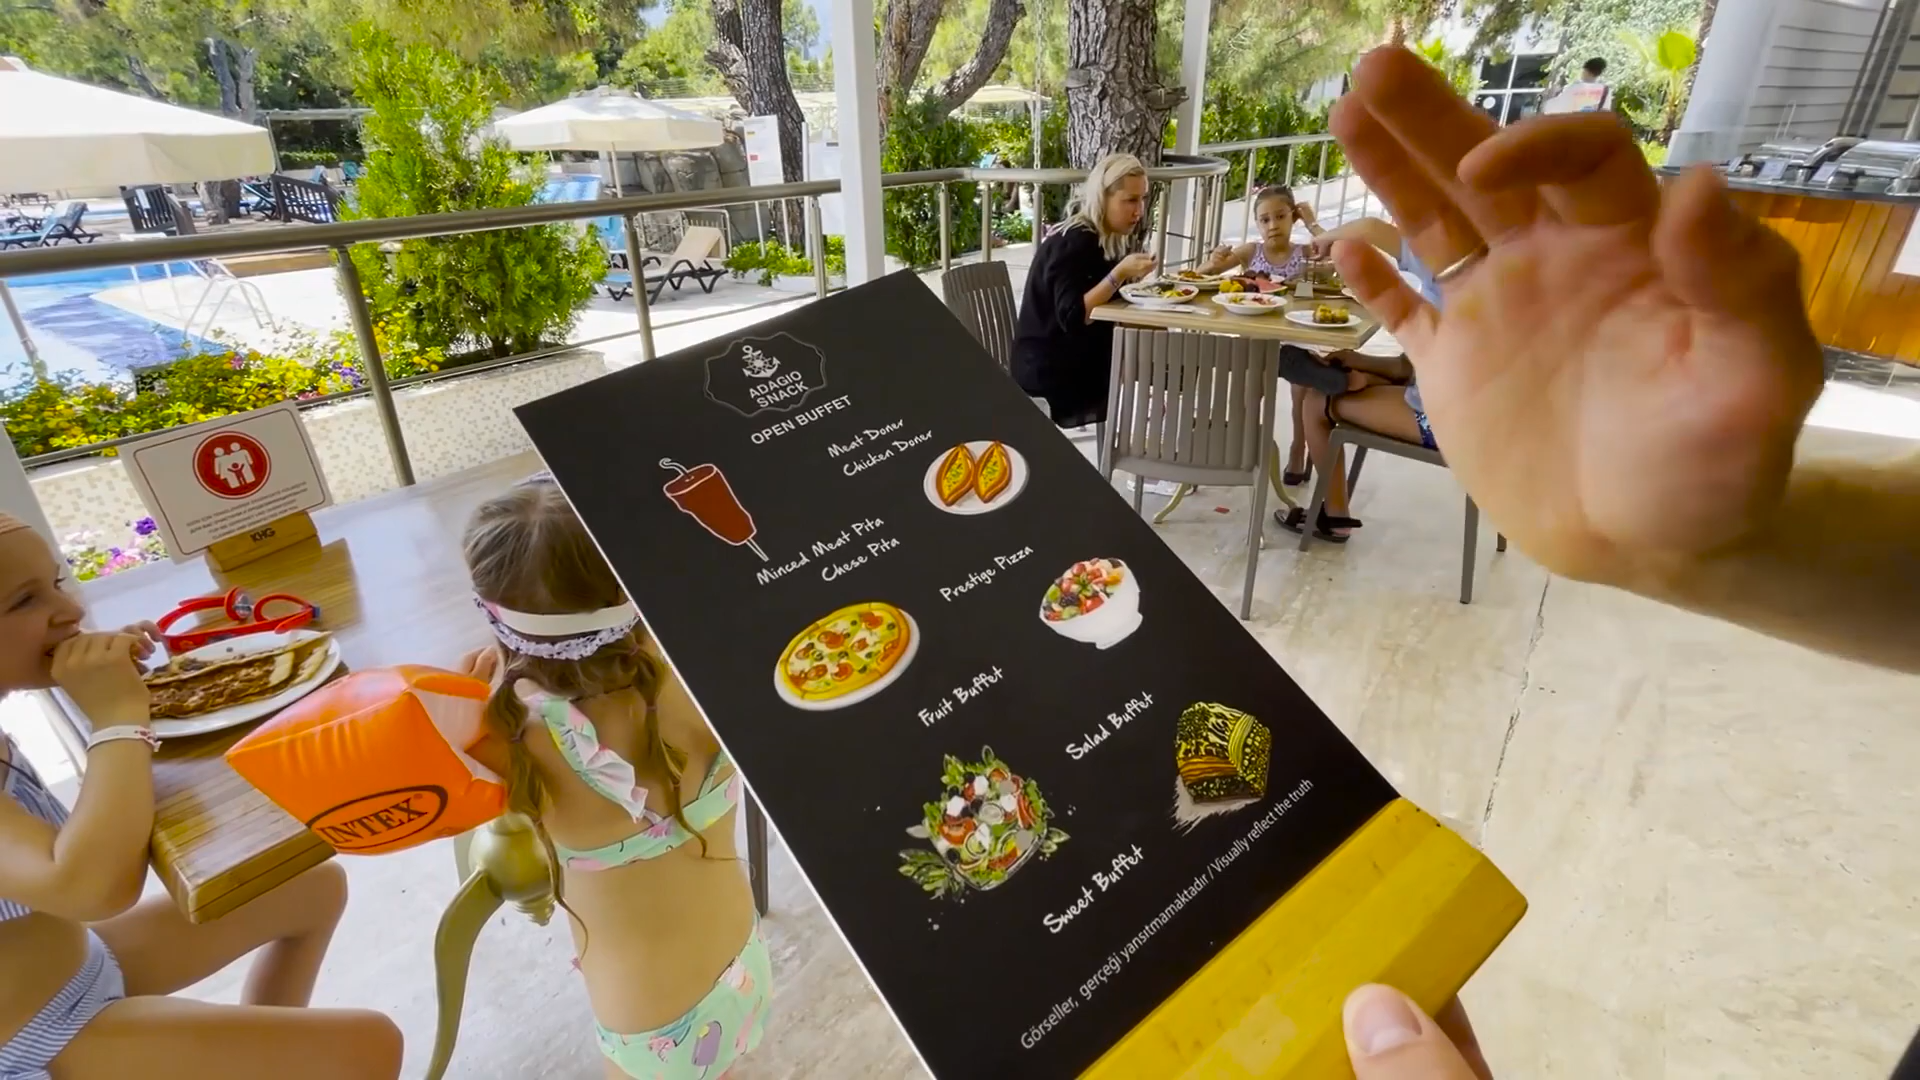 ADAGIO
SNACK
OPEN BUFFET
Meat Doner
Chicken Doner
Minced Meat Pita
Chese Pita
Prestige Pizza
Fruit Buffet
Salad Buffet
Sweet Buffet
Görseller, gerçeği yansıtmamaktadır / Visually reflect the truth
KHG
INTEX